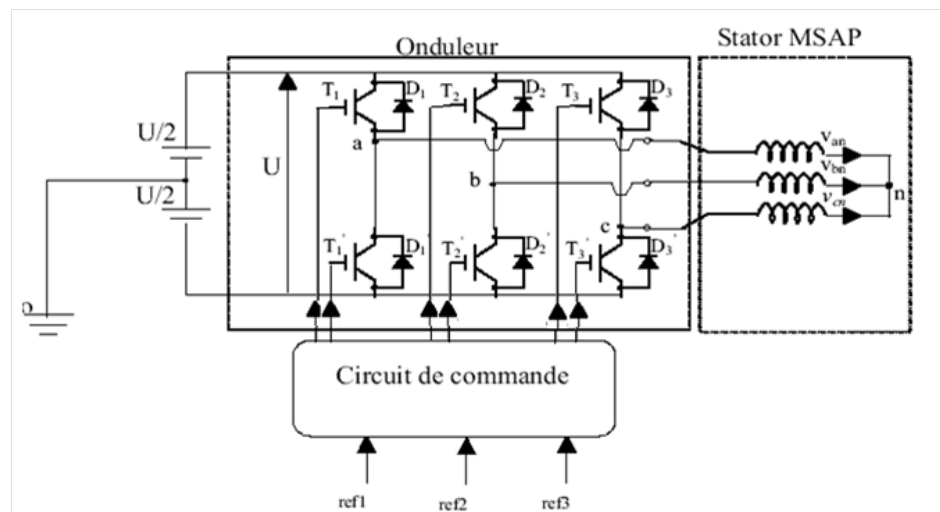 Onduleur
Stator MSAP
T1
D1
T2
D2
T3
D3
U/2
U
U/2
a
b
c
van
vbn
vcn
n
T1'
D1'
T2'
D2'
T3'
D3'
o
Circuit de commande
ref1
ref2
ref3